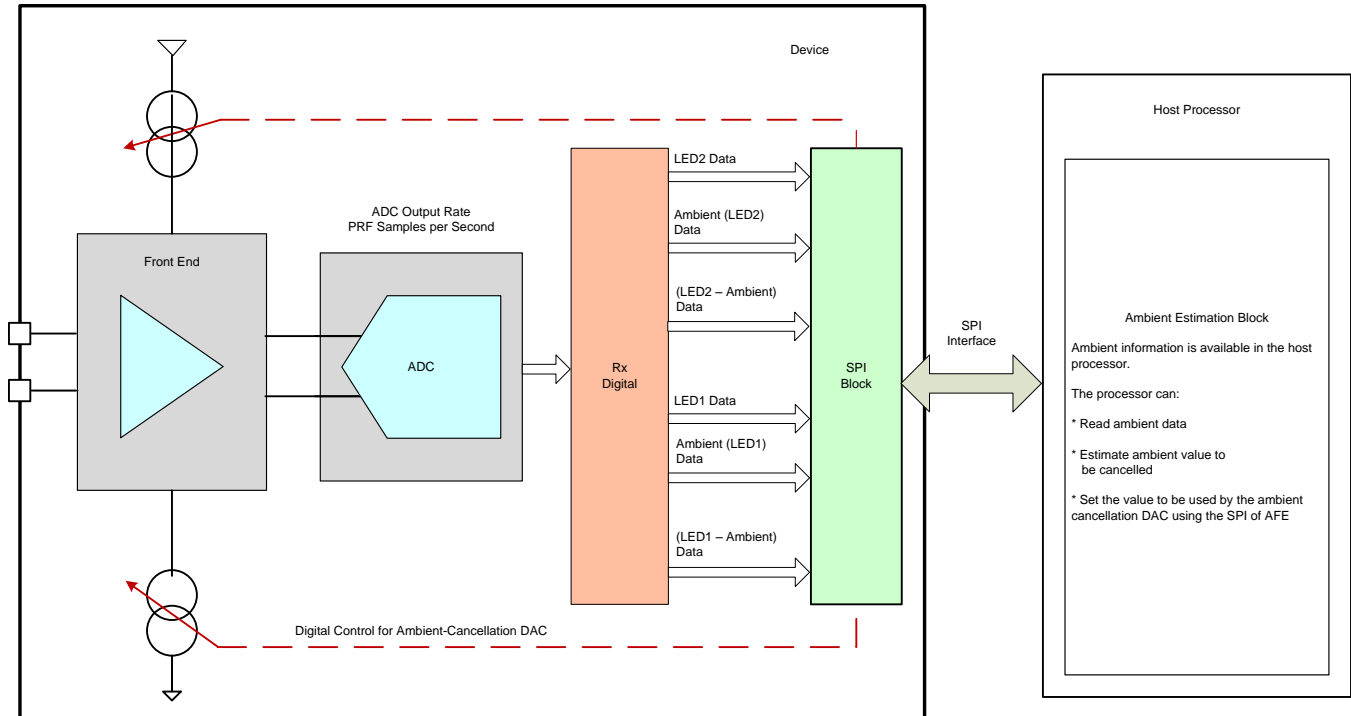 Device
Host Processor
LED2 Data
ADC Output Rate
PRF Samples per Second
Ambient (LED2)
Data
Front End
(LED2 – Ambient)
Data
SPI
Interface
Ambient Estimation Block
Ambient information is available in the host
processor.
The processor can:
* Read ambient data
* Estimate ambient value to
be cancelled
* Set the value to be used by the ambient
cancellation DAC using the SPI of AFE
ADC
Rx
Digital
SPI
Block
LED1 Data
Ambient (LED1)
Data
(LED1 – Ambient)
Data
Digital Control for Ambient-Cancellation DAC